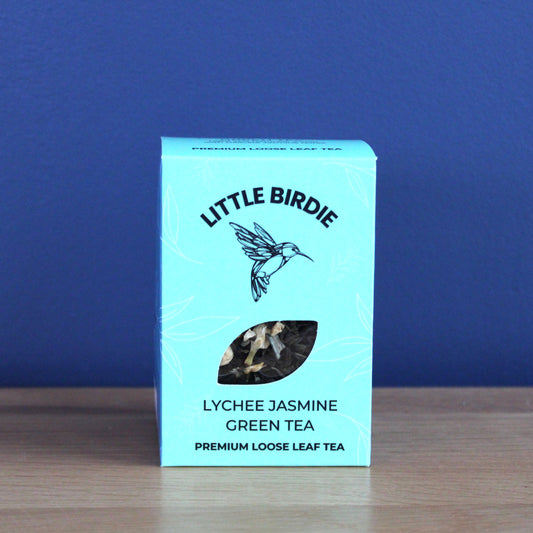 PREMIUM LOOSE LEAF TEA
LITTLE BIRDIE
LYCHEE JASMINE
GREEN TEA
PREMIUM LOOSE LEAF TEA